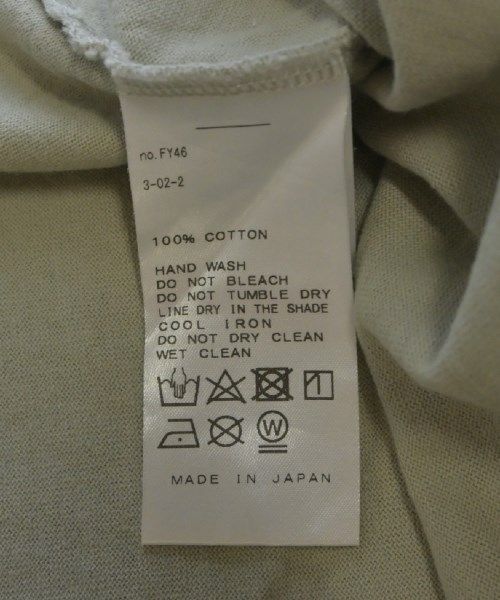 no.FY46
3-02-2
100% COTTON
HAND WASH
DO NOT BLEACH
DO NOT TUMBLE DRY
LINE DRY IN THE SHADE
COOL IRON
DO NOT DRY CLEAN
WET CLEAN
W
MADE IN JAPAN